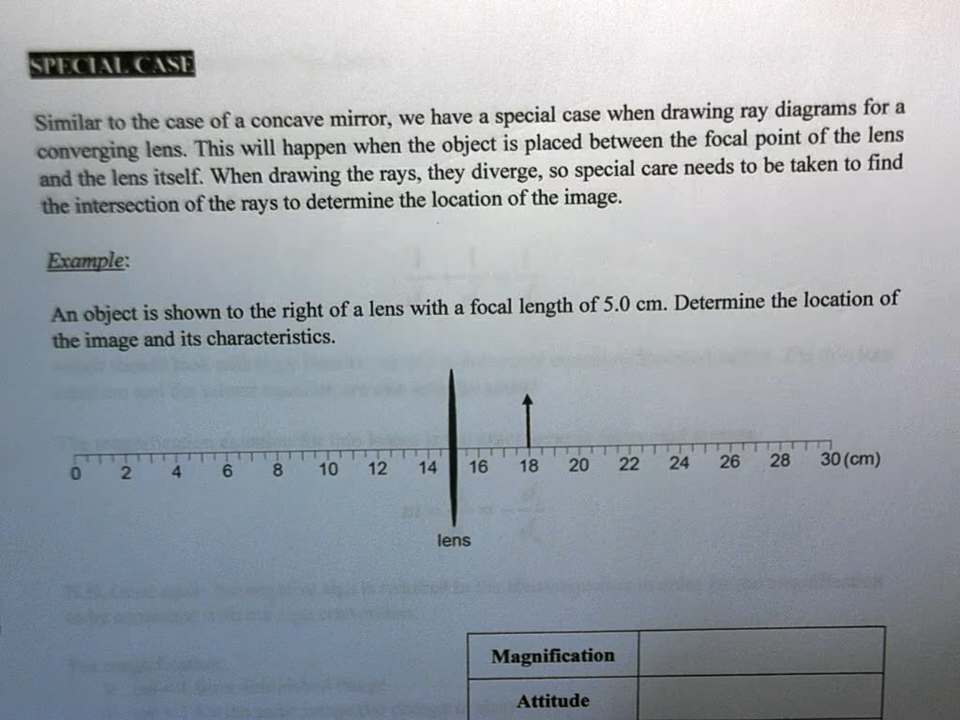 SPECIAL CASE
Similar to the case of a concave mirror, we have a special case when drawing ray diagrams for a
converging lens. This will happen when the object is placed between the focal point of the lens
and the lens itself. When drawing the rays, they diverge, so special care needs to be taken to find
the intersection of the rays to determine the location of the image.
Example:
An object is shown to the right of a lens with a focal length of 5.0 cm. Determine the location of
the image and its characteristics.
0 2 4 6 8 10 12 14 16 18 20 22 24 26 28 30 (cm)
lens
Magnification
Attitude